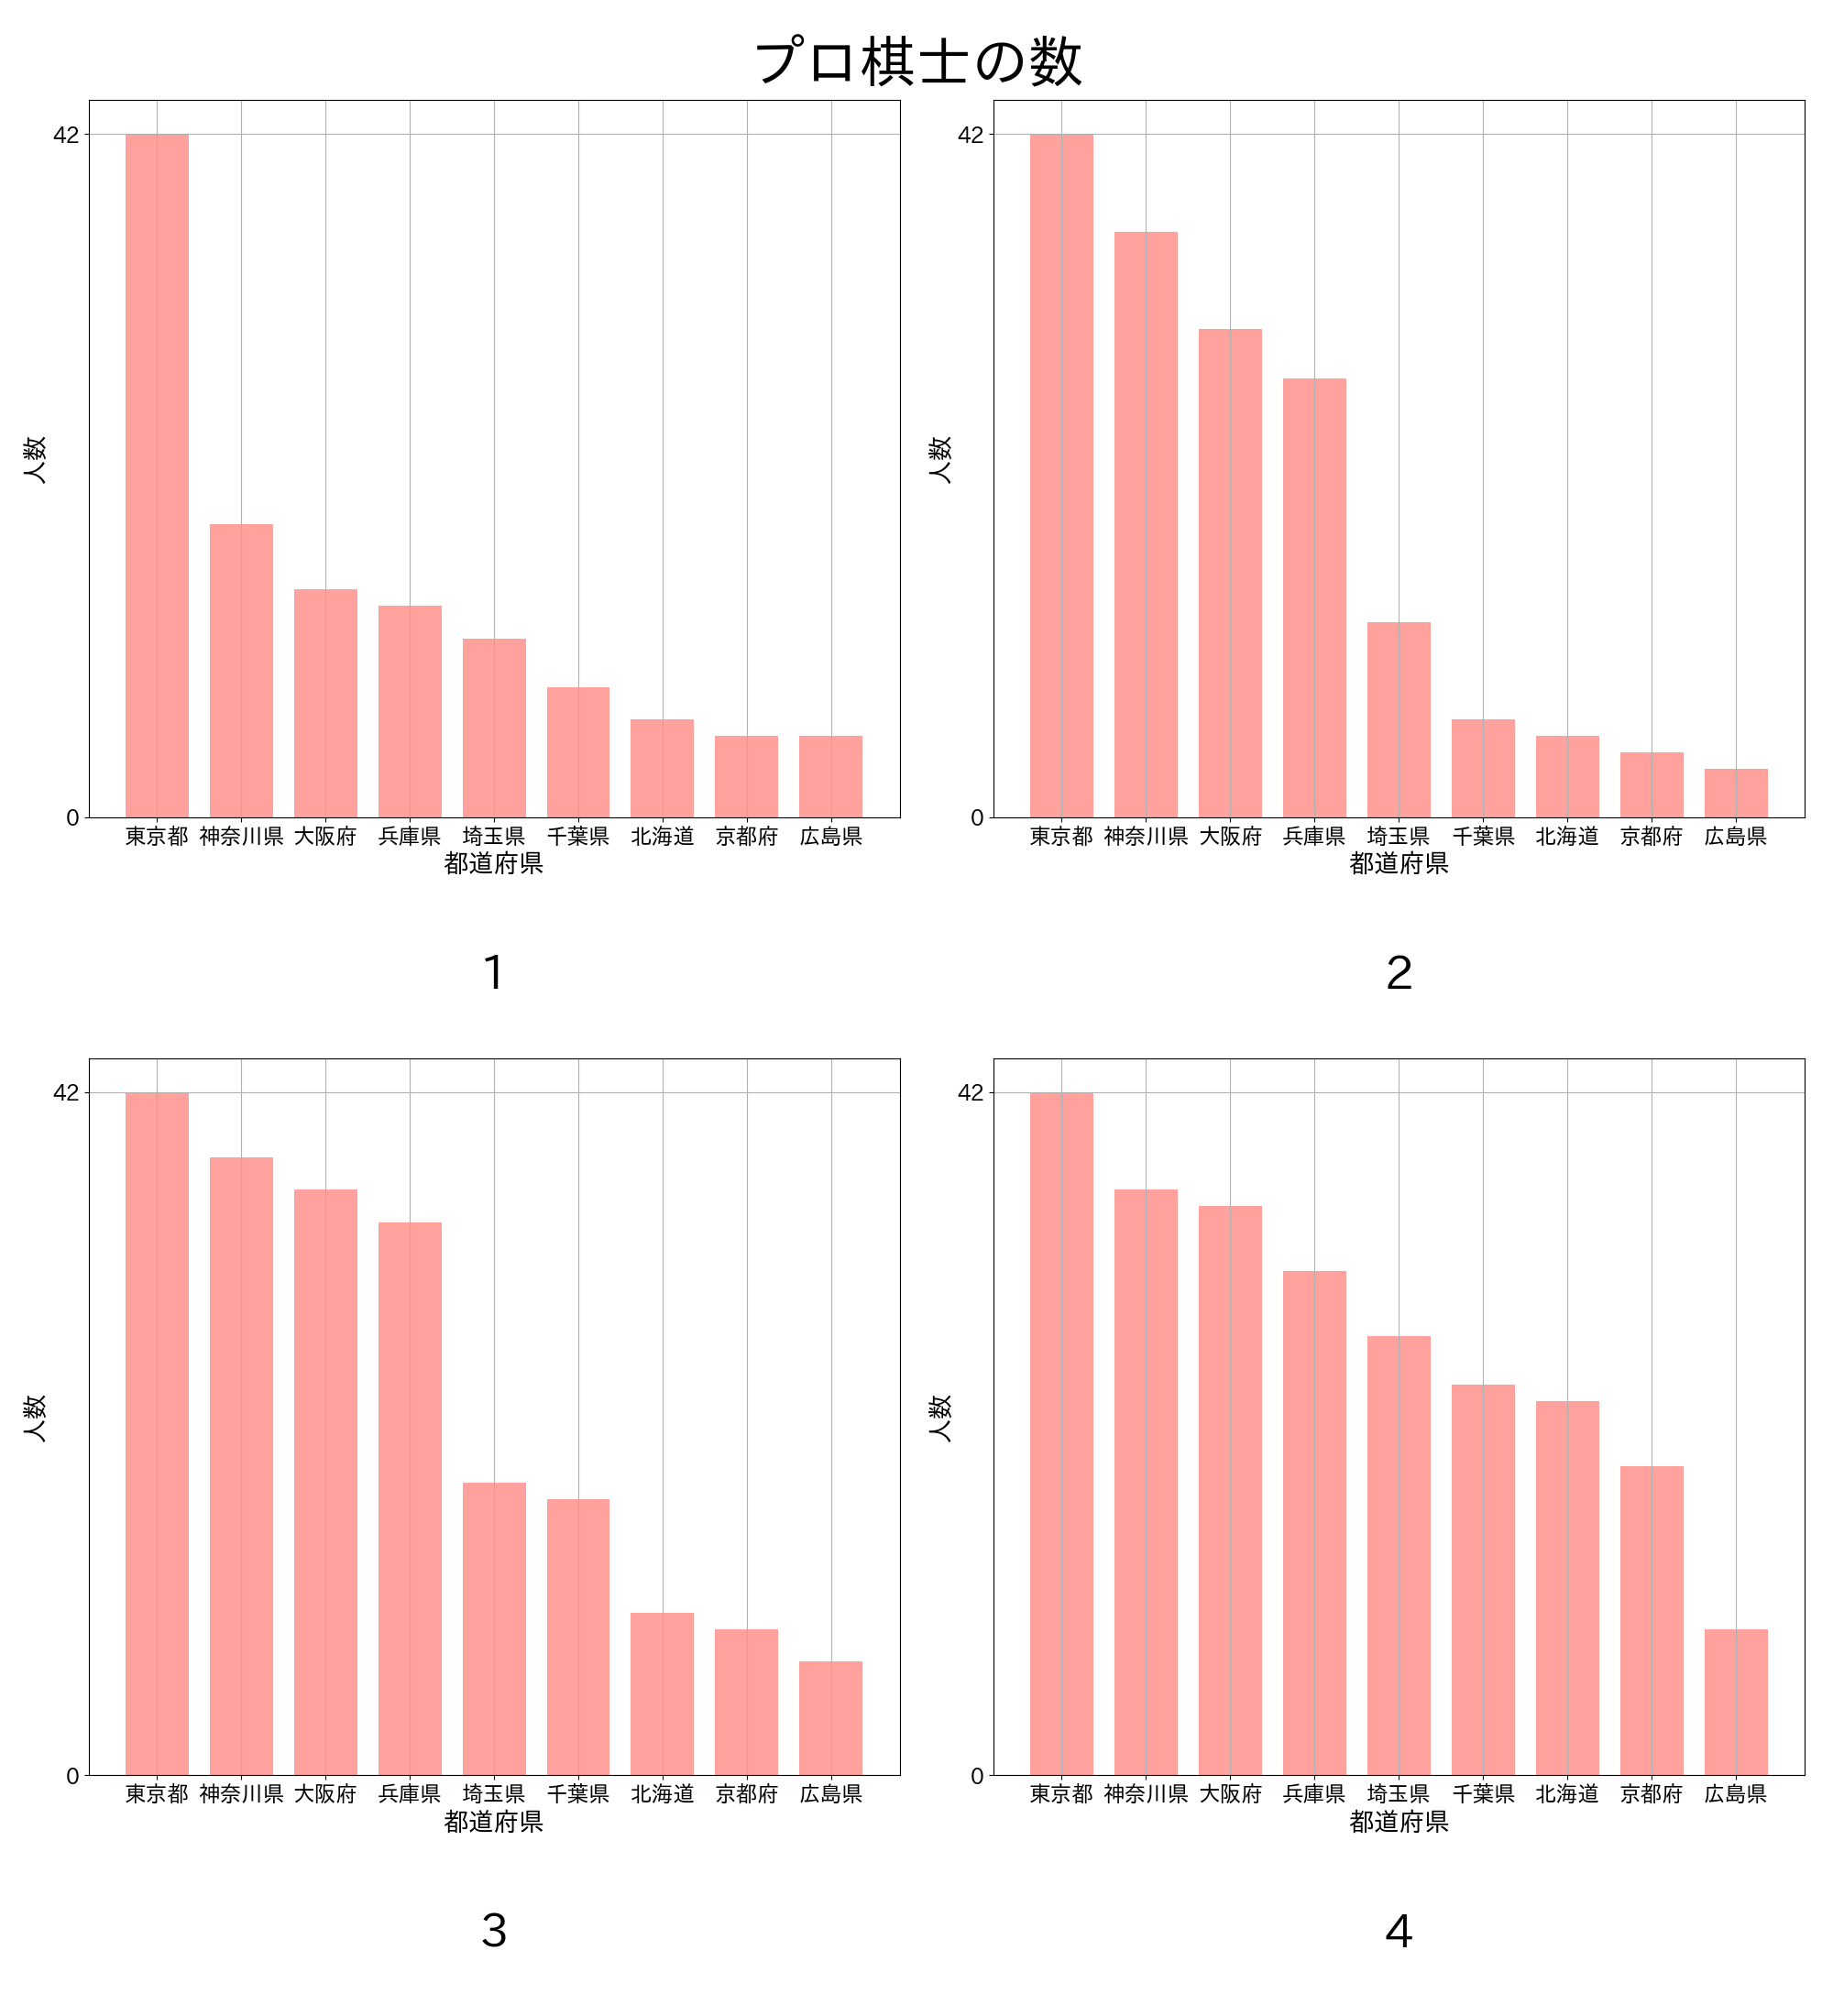 プロ棋士の数
42
0
人数
東京都 神奈川県 大阪府 兵庫県 埼玉県 千葉県 北海道 京都府 広島県
都道府県
1
42
0
人数
東京都 神奈川県 大阪府 兵庫県 埼玉県 千葉県 北海道 京都府 広島県
都道府県
2
42
0
人数
東京都 神奈川県 大阪府 兵庫県 埼玉県 千葉県 北海道 京都府 広島県
都道府県
3
42
0
人数
東京都 神奈川県 大阪府 兵庫県 埼玉県 千葉県 北海道 京都府 広島県
都道府県
4